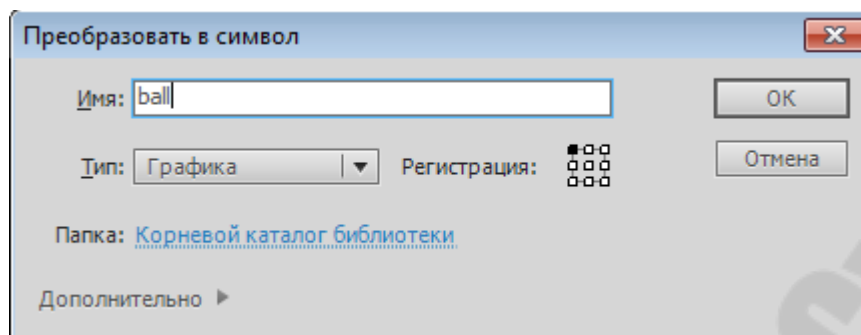 Преобразовать в символ
Имя: ball OK
Тип: Графика Регистрация: Отмена
Папка: Корневой каталог библиотеки
Дополнительно